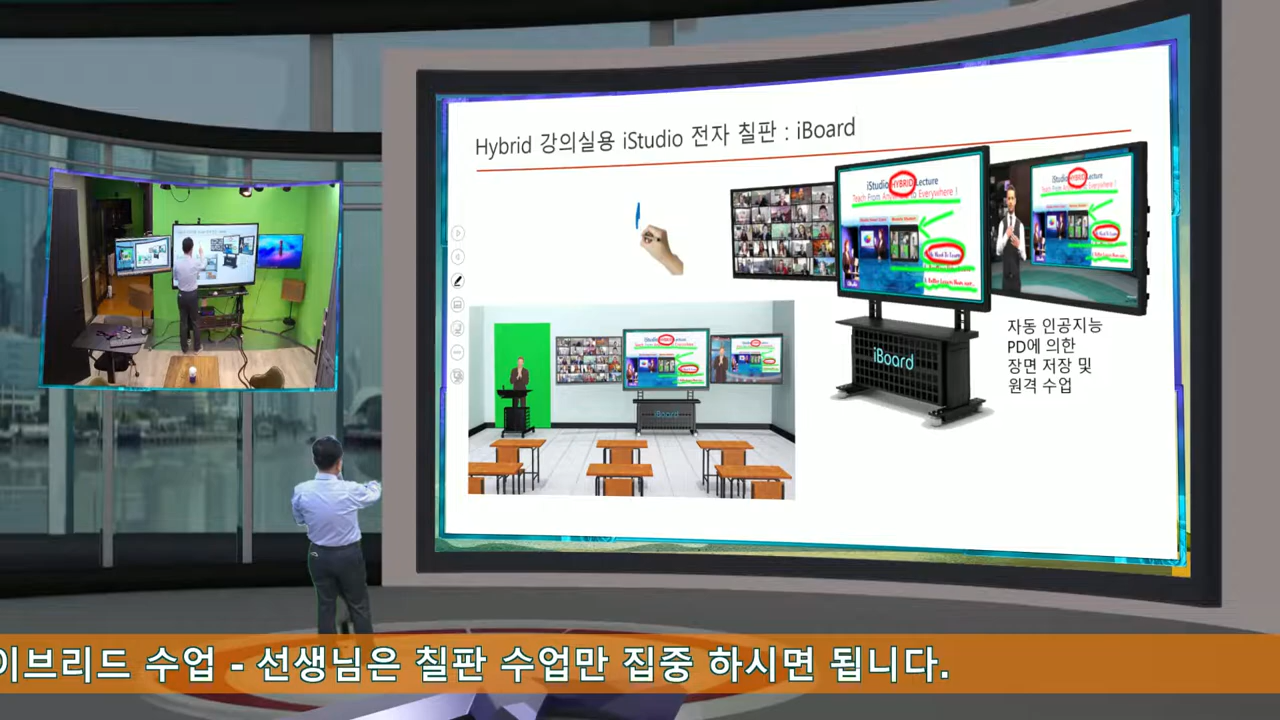 Hybrid 강의실용 iStudio 전자 칠판 : iBoard
iStudio HYBRID Lecture
Teach From Anywhere to Everywhere !
iBoard
자동 인공지능
PD에 의한
장면 저장 및
원격 수업
iBoard
이브리드 수업 - 선생님은 칠판 수업만 집중 하시면 됩니다.